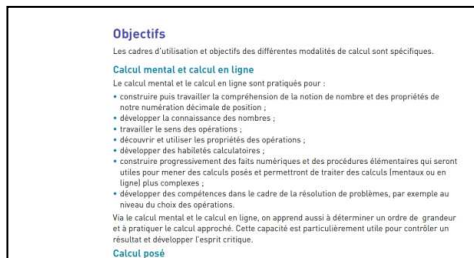 Objectifs
Les cadres d'utilisation et objectifs des différentes modalités de calcul sont spécifiques.
Calcul mental et calcul en ligne
Le calcul mental et le calcul en ligne sont pratiqués pour :
• construire puis travailler la compréhension de la notion de nombre et des propriétés de
notre numération décimale de position ;
• développer la connaissance des nombres ;
• travailler le sens des opérations ;
• découvrir et utiliser les propriétés des opérations ;
• développer des habiletés calculatoires ;
• construire progressivement des faits numériques et des procédures élémentaires qui seront
utiles pour mener des calculs posés et permettront de traiter des calculs (mentaux ou en
ligne) plus complexes ;
• développer des compétences dans le cadre de la résolution de problèmes, par exemple au
niveau du choix des opérations.
Via le calcul mental et le calcul en ligne, on apprend aussi à déterminer un ordre de grandeur
et à pratiquer le calcul approché. Cette capacité est particulièrement utile pour contrôler un
résultat et développer l'esprit critique.
Calcul posé